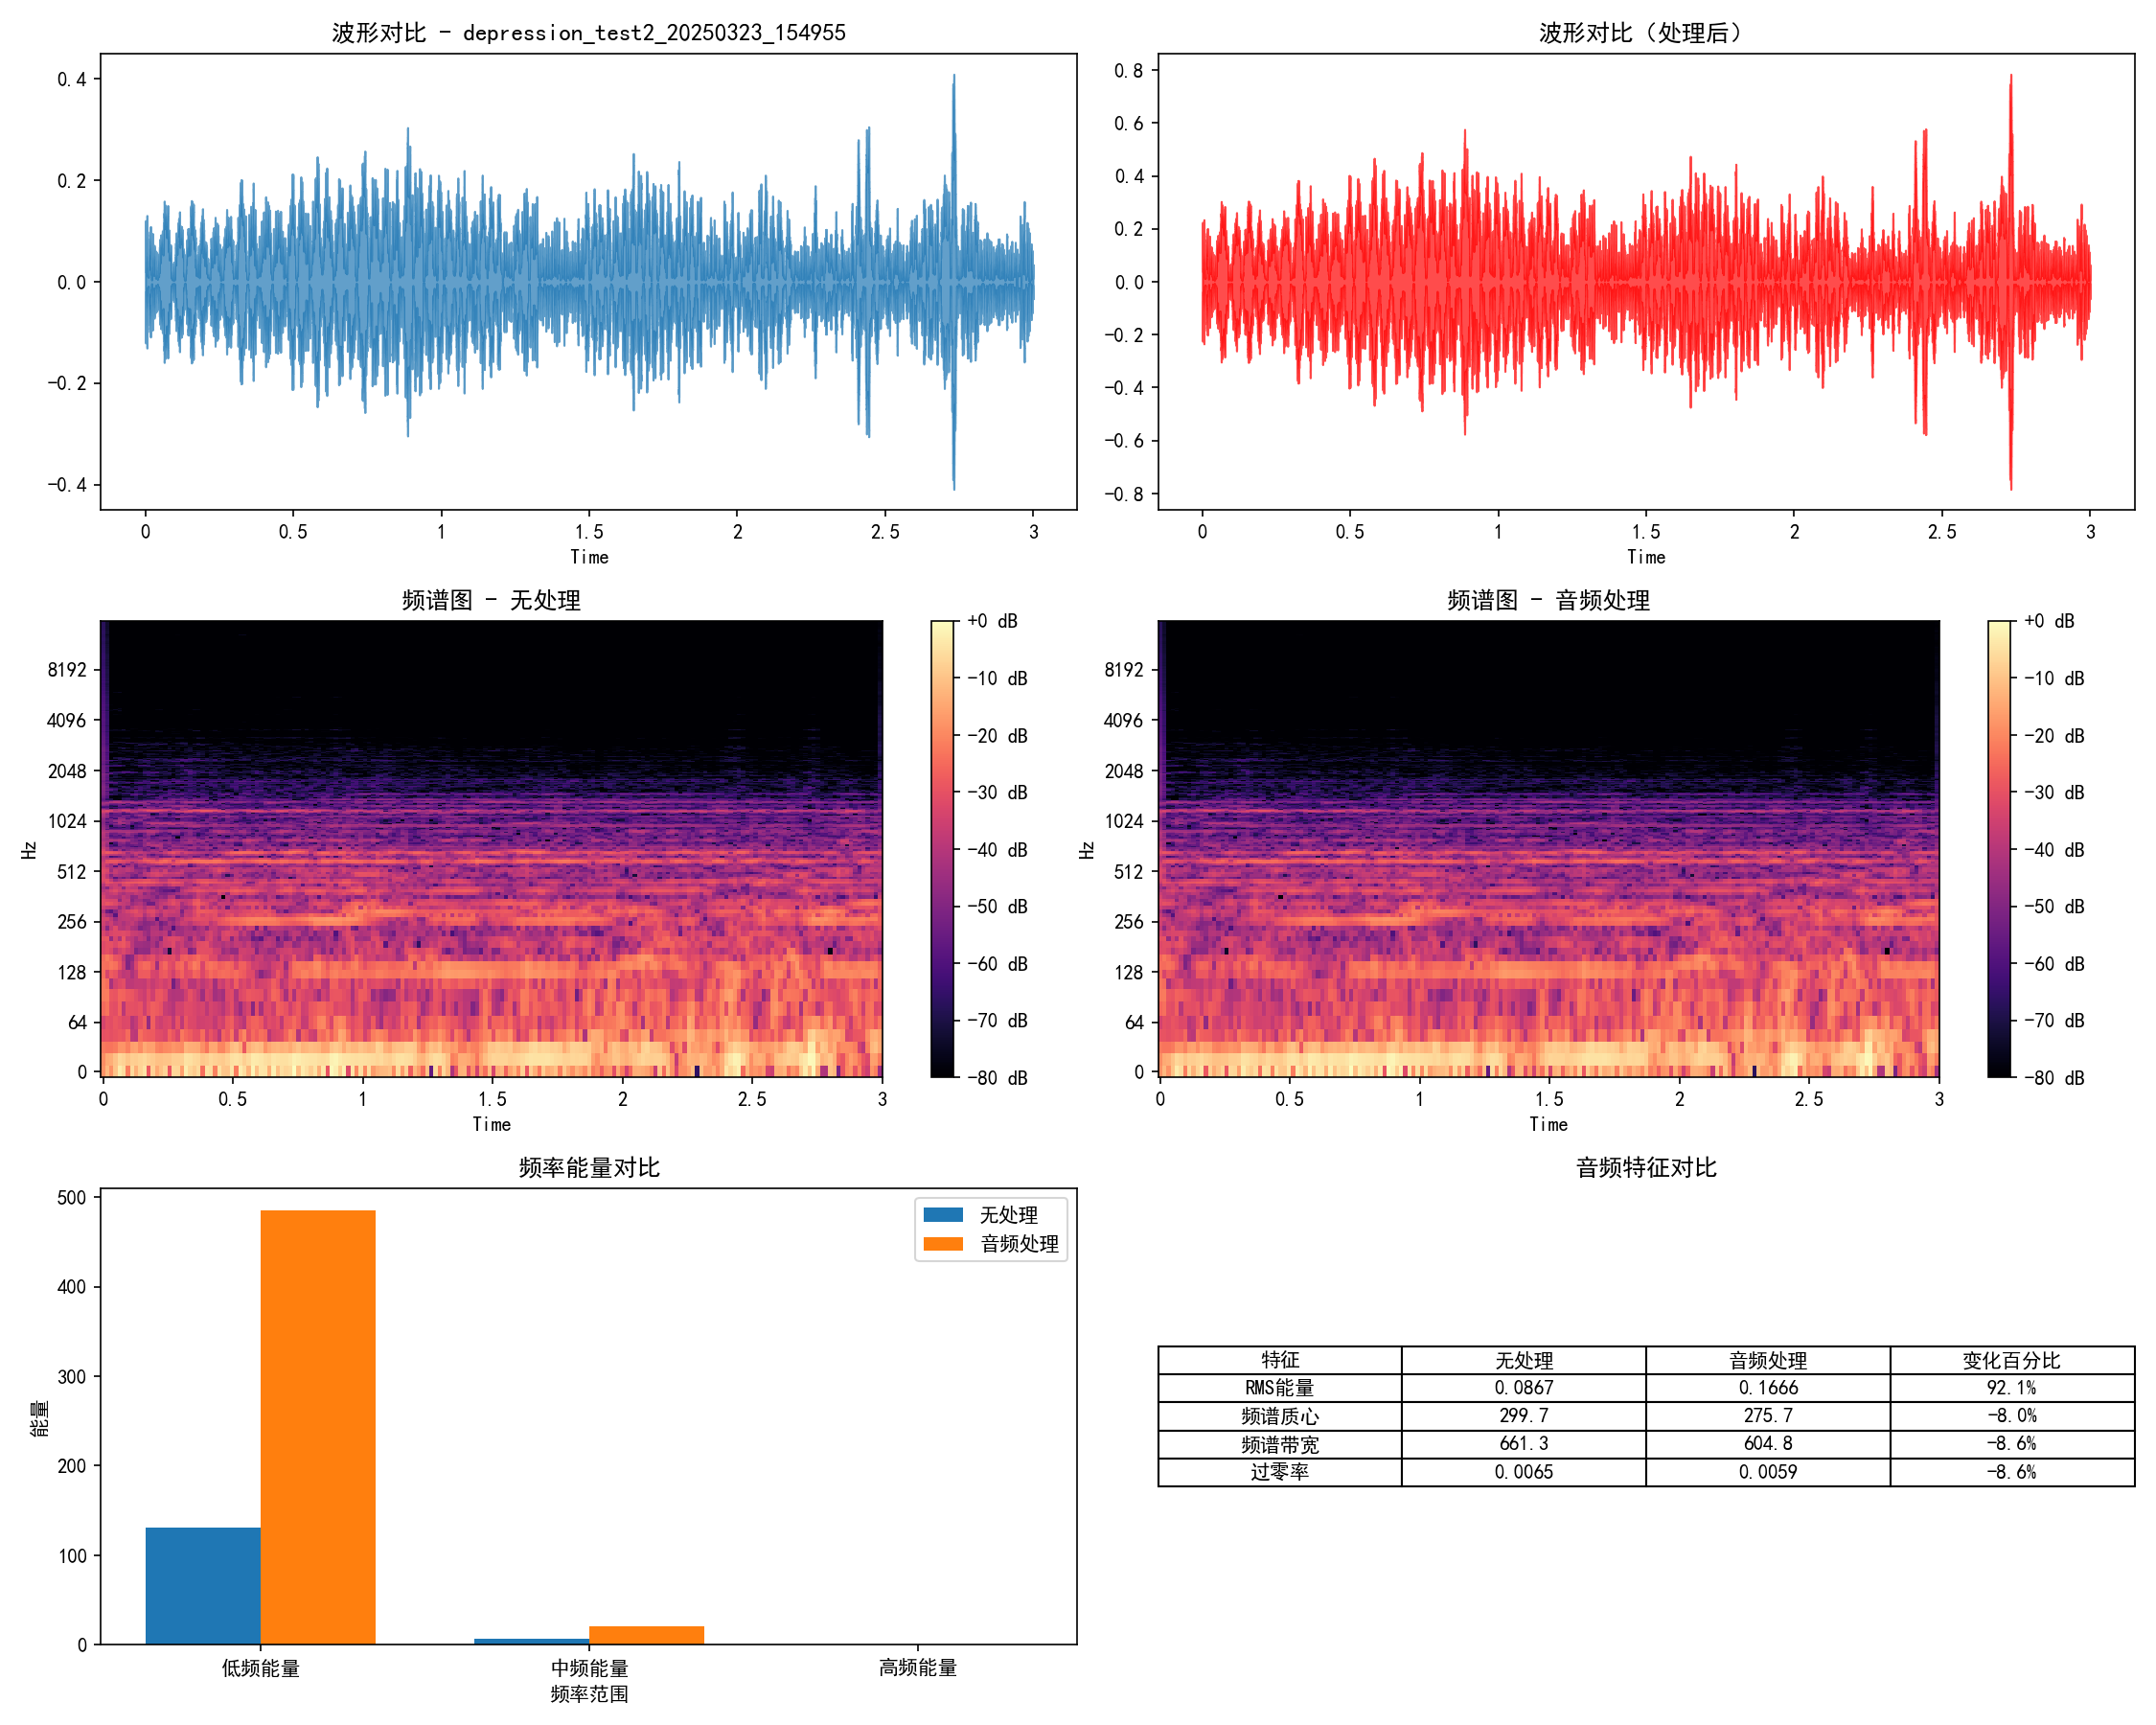 波形对比 - depression_test2_20250323_154955
0.4
0.2
0.0
-0.2
-0.4
0 0.5 1 1.5 2 2.5 3
Time
波形对比（处理后）
0.8
0.6
0.4
0.2
0.0
-0.2
-0.4
-0.6
-0.8
0 0.5 1 1.5 2 2.5 3
Time
频谱图 - 无处理
Hz
8192
4096
2048
1024
512
256
128
64
0
0 0.5 1 1.5 2 2.5 3
Time
+0 dB
-10 dB
-20 dB
-30 dB
-40 dB
-50 dB
-60 dB
-70 dB
-80 dB
频谱图 - 音频处理
Hz
8192
4096
2048
1024
512
256
128
64
0
0 0.5 1 1.5 2 2.5 3
Time
+0 dB
-10 dB
-20 dB
-30 dB
-40 dB
-50 dB
-60 dB
-70 dB
-80 dB
频率能量对比
能量
500
400
300
200
100
0
无处理
音频处理
低频能量 中频能量 高频能量
频率范围
音频特征对比
特征 无处理 音频处理 变化百分比
RMS能量 0.0867 0.1666 92.1%
频谱质心 299.7 275.7 -8.0%
频谱带宽 661.3 604.8 -8.6%
过零率 0.0065 0.0059 -8.6%